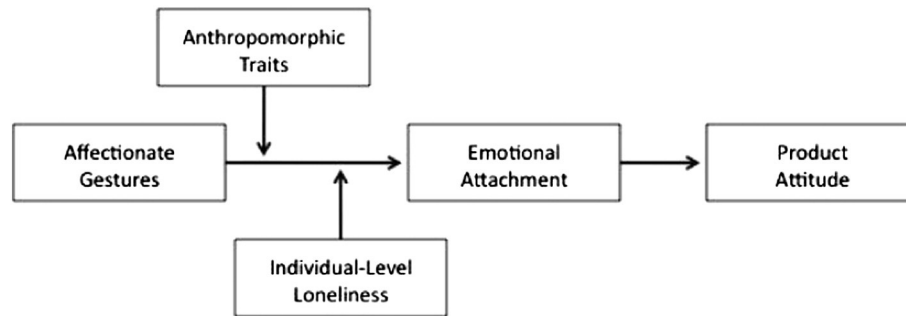 Anthropomorphic
Traits
Affectionate
Gestures
Emotional
Attachment
Product
Attitude
Individual-Level
Loneliness